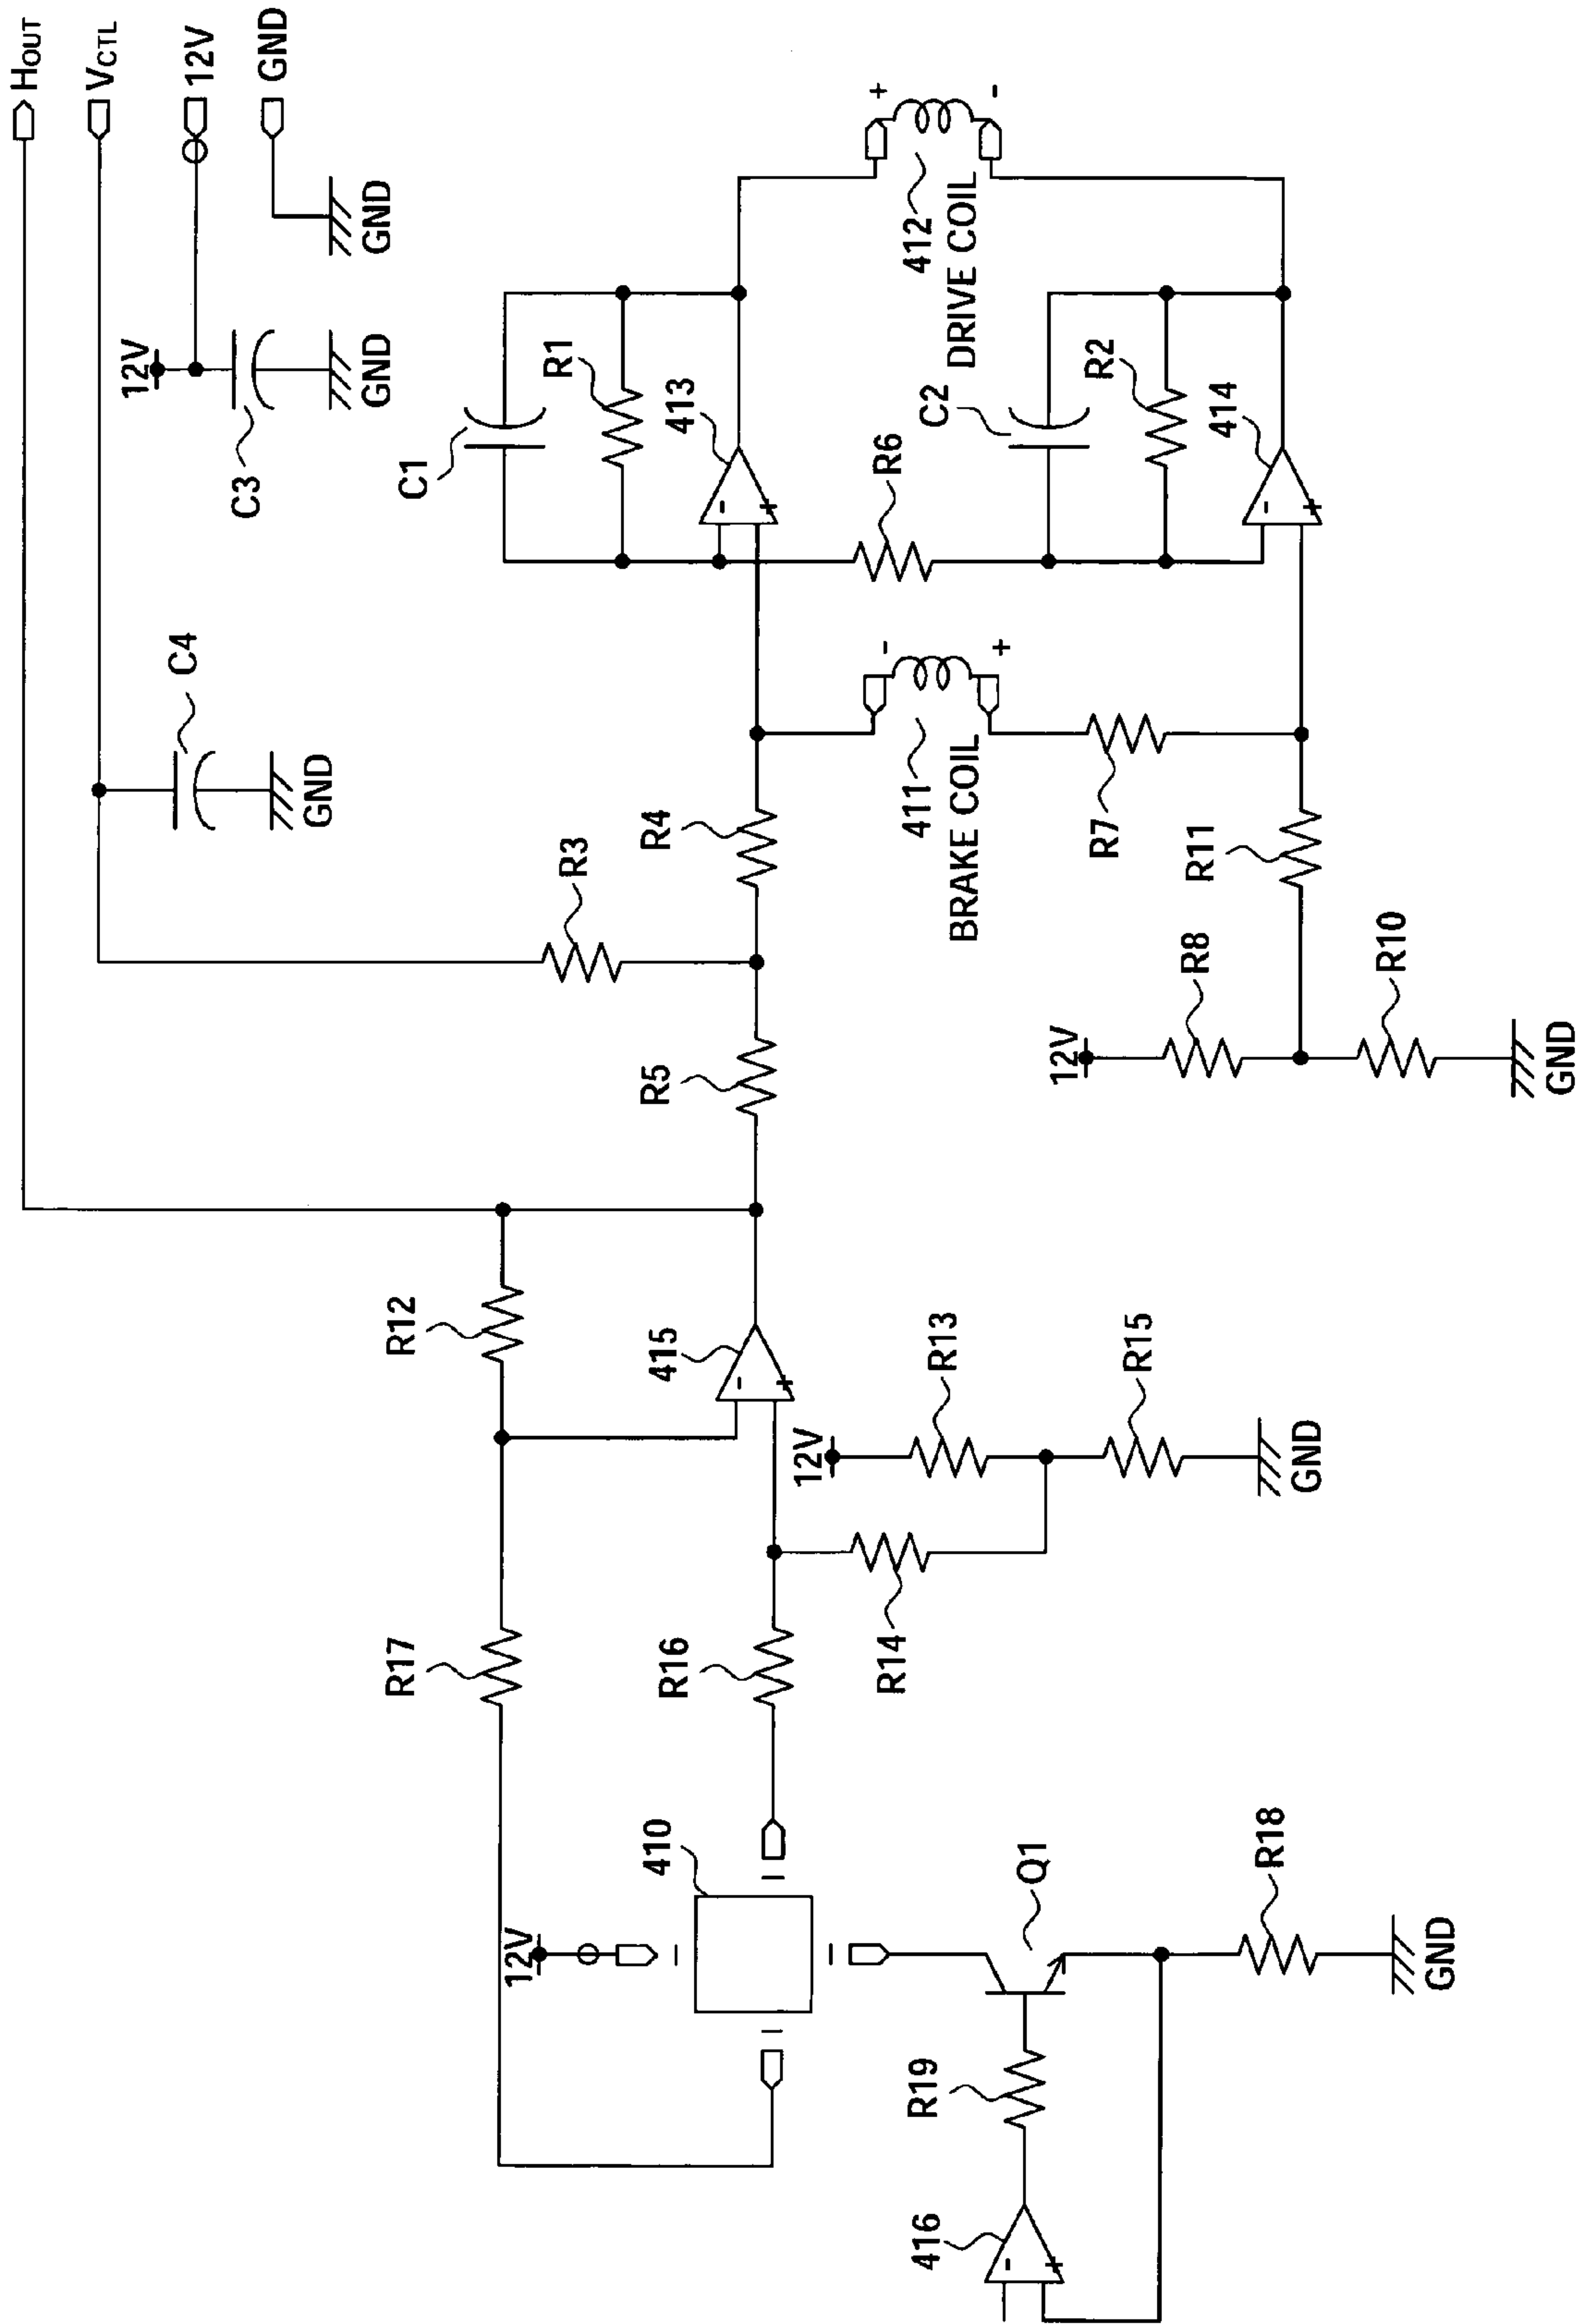 HOUT
VCTL
12V
GND
12V
C3
GND
GND
C4
GND
C1
R1
413
+
-
412
DRIVE COIL
R6
C2
R2
414
-
+
-
+
R3
R4
-
+
411
BRAKE COIL
R7
R11
12V
R8
R10
GND
R5
R12
415
-
+
12V
R13
R15
GND
R17
R16
R14
410
12V
Q1
R18
GND
R19
416
-
+